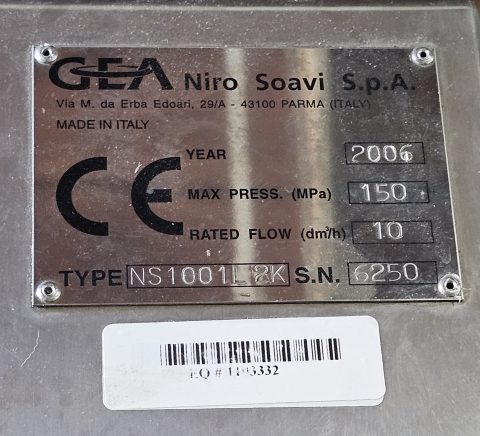 GEA Niro Soavi S.p.A.
Via M. da Erba Edoari, 29/A - 43100 PARMA (ITALY)
MADE IN ITALY
CE
YEAR 2006
MAX PRESS. (MPa) 150
RATED FLOW (dm³/h) 10
TYPE NS1001L 2K S.N. 6250
EQ #